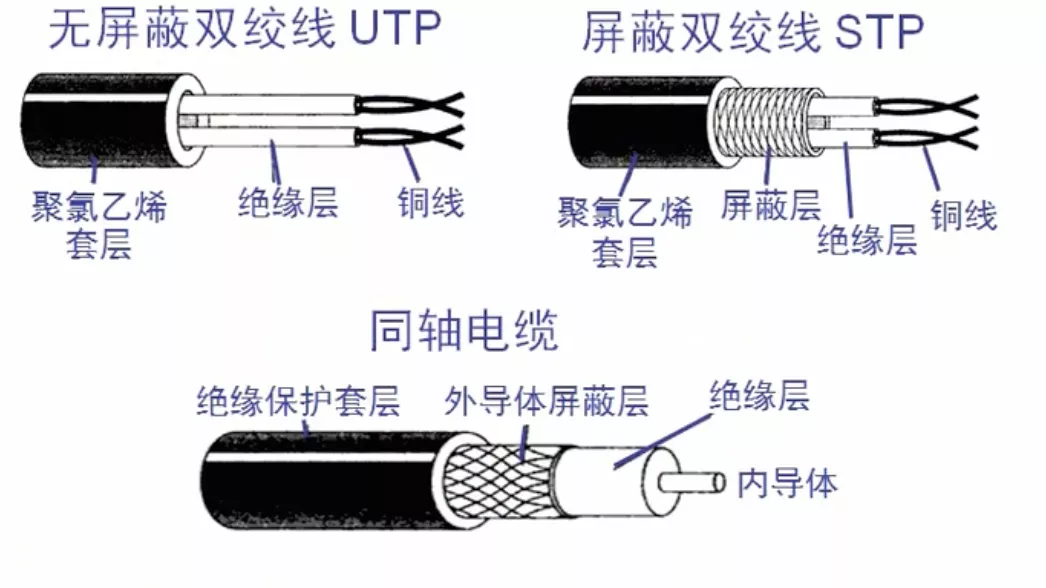 无屏蔽双绞线 UTP
屏蔽双绞线 STP
聚氯乙烯
套层
绝缘层
铜线
聚氯乙烯
套层
屏蔽层
绝缘层
铜线
同轴电缆
绝缘保护套层
外导体屏蔽层
绝缘层
内导体